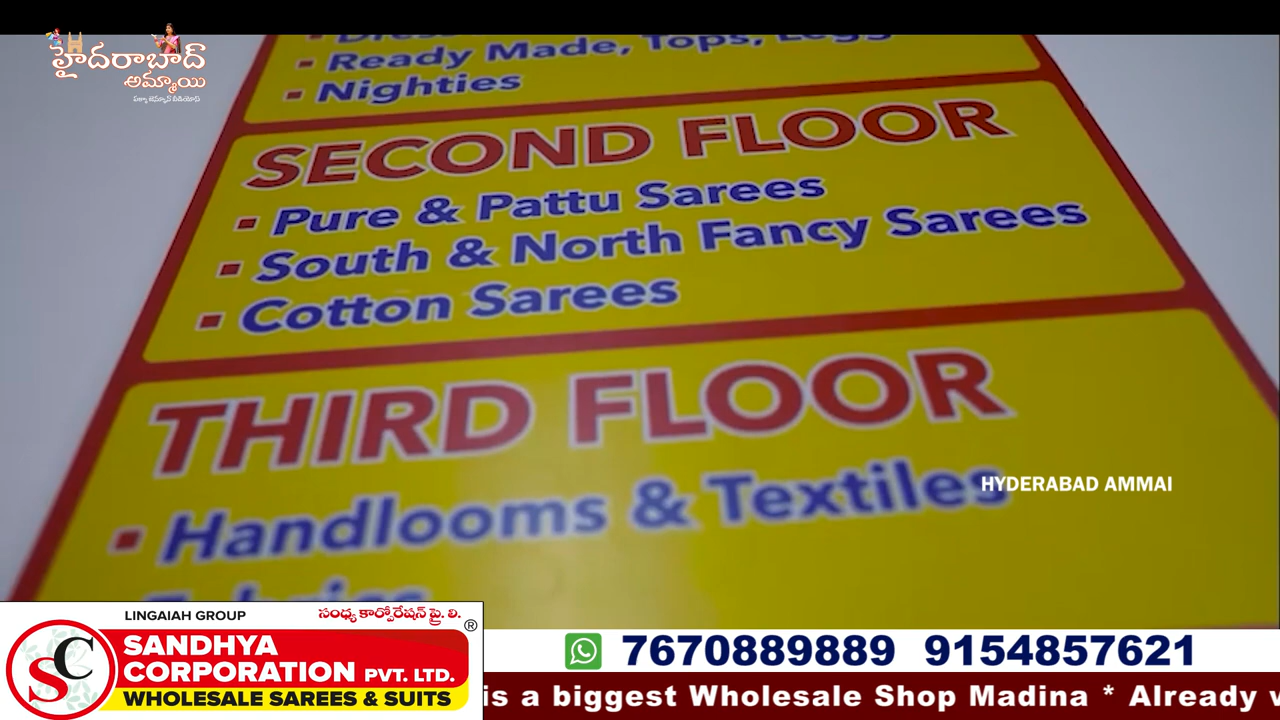 హైదరాబాద్
అమ్మాయి
Ready Made, Tops,
Nighties
SECOND FLOOR
Pure & Pattu Sarees
South & North Fancy Sarees
Cotton Sarees
THIRD FLOOR
Handlooms & Textiles
Fabrics
HYDERABAD AMMAI
LINGAIAH GROUP
సంధ్య కార్పోరేషన్ ప్రై. లి.
®
SC
SANDHYA
CORPORATION PVT. LTD.
WHOLESALE SAREES & SUITS
7670889889 9154857621
is a biggest Wholesale Shop Madina * Already